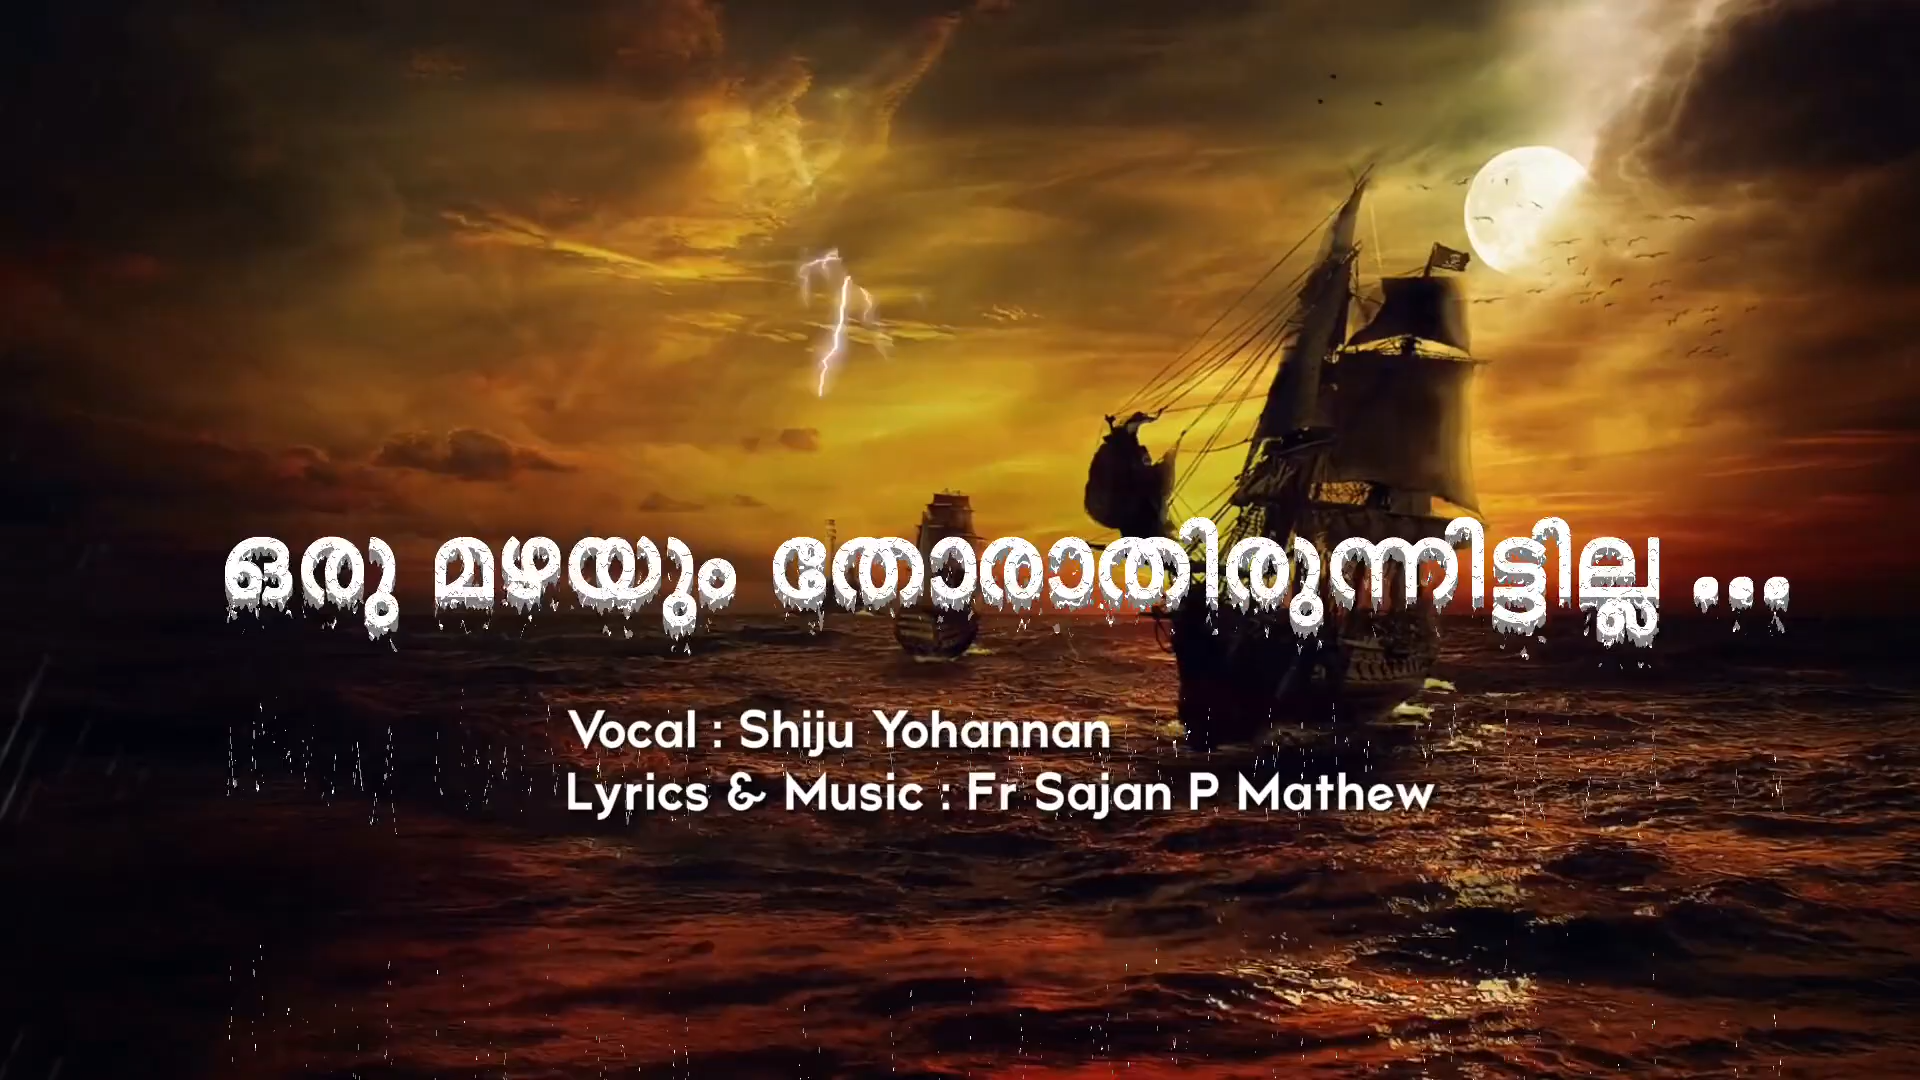 ഒരു മഴയും തോരാതിരുന്നിട്ടില്ല ...
Vocal : Shiju Yohannan
Lyrics & Music : Fr Sajan P Mathew